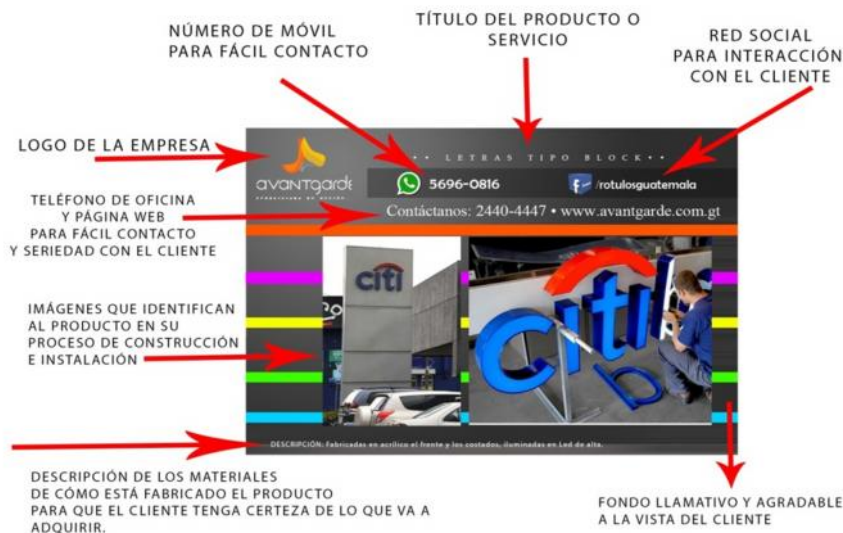 NÚMERO DE MÓVIL
PARA FÁCIL CONTACTO
TÍTULO DEL PRODUCTO O
SERVICIO
RED SOCIAL
PARA INTERACCIÓN
CON EL CLIENTE
LOGO DE LA EMPRESA
TELÉFONO DE OFICINA
Y PÁGINA WEB
PARA FÁCIL CONTACTO
Y SERIEDAD CON EL CLIENTE
IMÁGENES QUE IDENTIFICAN
AL PRODUCTO EN SU
PROCESO DE CONSTRUCCIÓN
E INSTALACIÓN
DESCRIPCIÓN DE LOS MATERIALES
DE CÓMO ESTÁ FABRICADO EL PRODUCTO
PARA QUE EL CLIENTE TENGA CERTEZA DE LO QUE VA A
ADQUIRIR.
FONDO LLAMATIVO Y AGRADABLE
A LA VISTA DEL CLIENTE
•• LETRAS TIPO BLOCK••
avantgarde
5696-0816
/rotulosguatemala
Contáctanos: 2440-4447 • www.avantgarde.com.gt
citi
citi
b
DESCRIPCIÓN: Fabricadas en acrílico el frente y los costados, iluminadas en Led de alta.